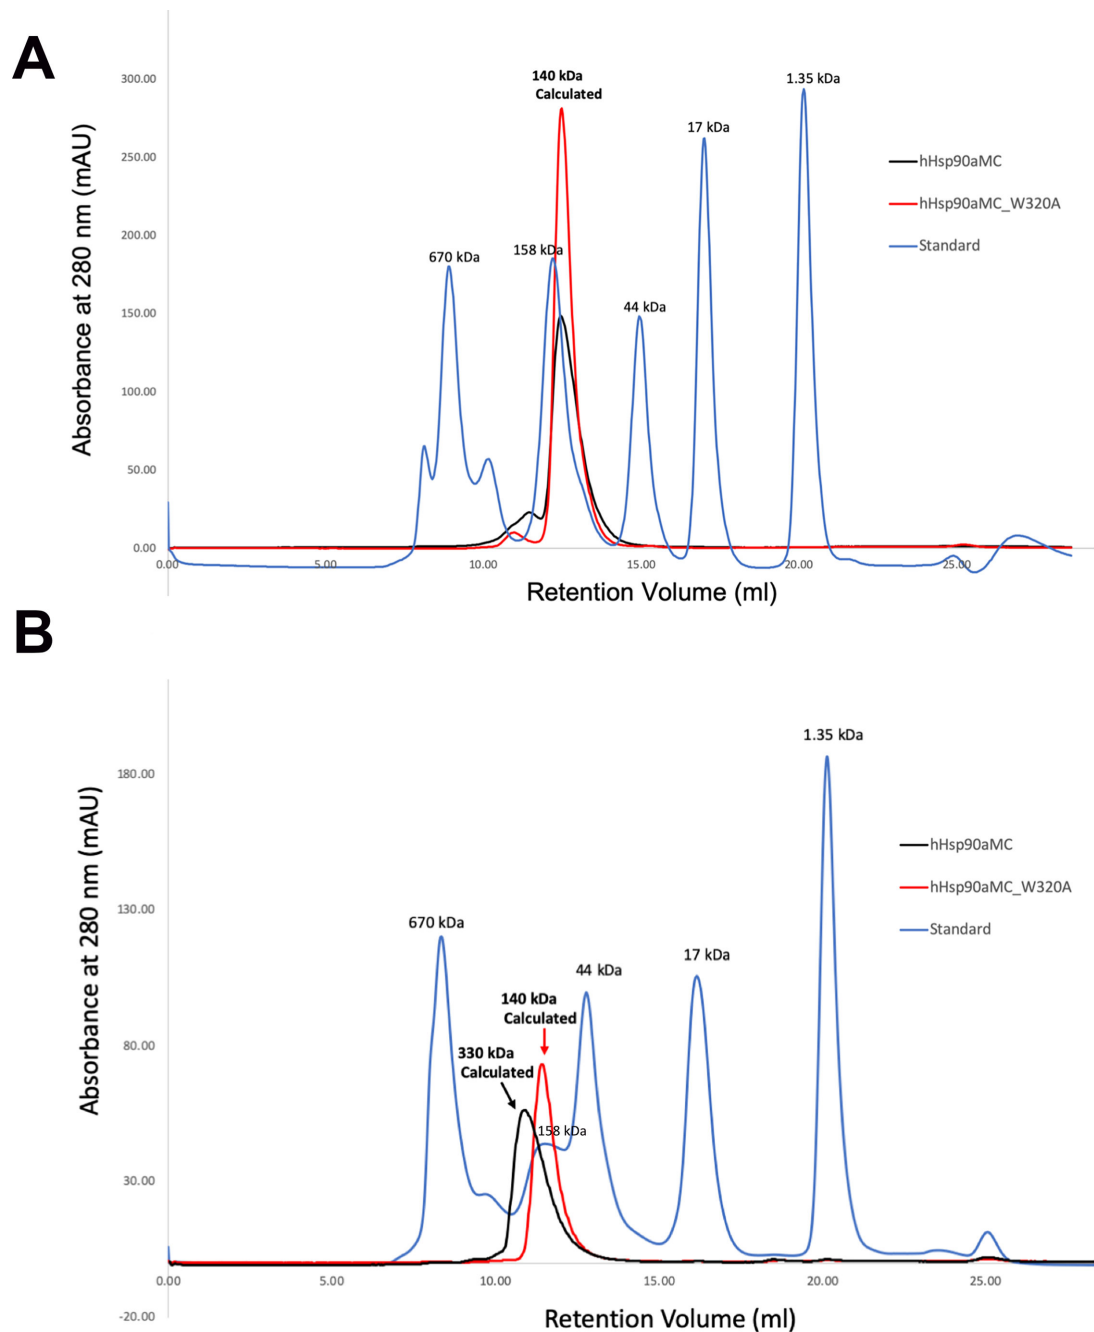 A
Absorbance at 280 nm (mAU)
300.00
250.00
200.00
150.00
100.00
50.00
0.00
140 kDa
Calculated
1.35 kDa
17 kDa
670 kDa
158 kDa
44 kDa
hHsp90aMC
hHsp90aMC_W320A
Standard
0.00 5.00 10.00 15.00 20.00 25.00
Retention Volume (ml)
B
Absorbance at 280 nm (mAU)
180.00
130.00
80.00
30.00
-20.00
1.35 kDa
670 kDa
17 kDa
44 kDa
140 kDa
Calculated
330 kDa
Calculated
158 kDa
hHsp90aMC
hHsp90aMC_W320A
Standard
0.00 5.00 10.00 15.00 20.00 25.00
Retention Volume (ml)